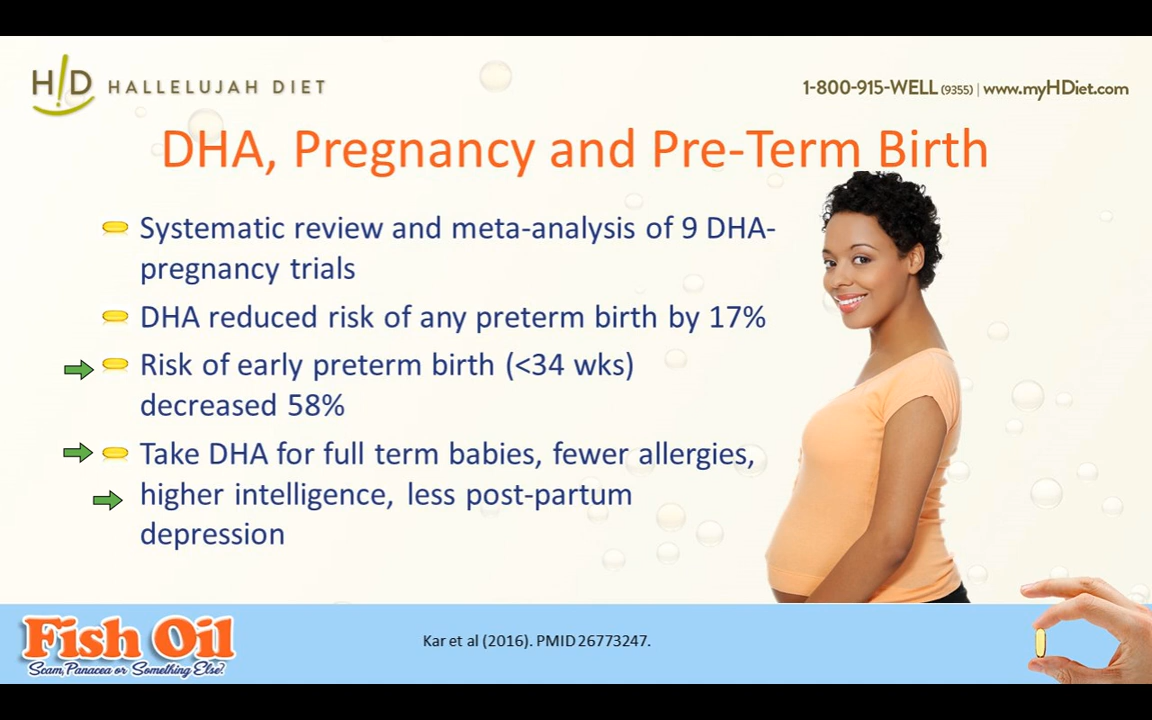 H!D HALLELUJAH DIET
1-800-915-WELL (9355) | www.myHDiet.com
DHA, Pregnancy and Pre-Term Birth
Systematic review and meta-analysis of 9 DHA-
pregnancy trials
DHA reduced risk of any preterm birth by 17%
Risk of early preterm birth (<34 wks)
decreased 58%
Take DHA for full term babies, fewer allergies,
higher intelligence, less post-partum
depression
Fish Oil
Scam, Panacea or Something Else?
Kar et al (2016). PMID 26773247.